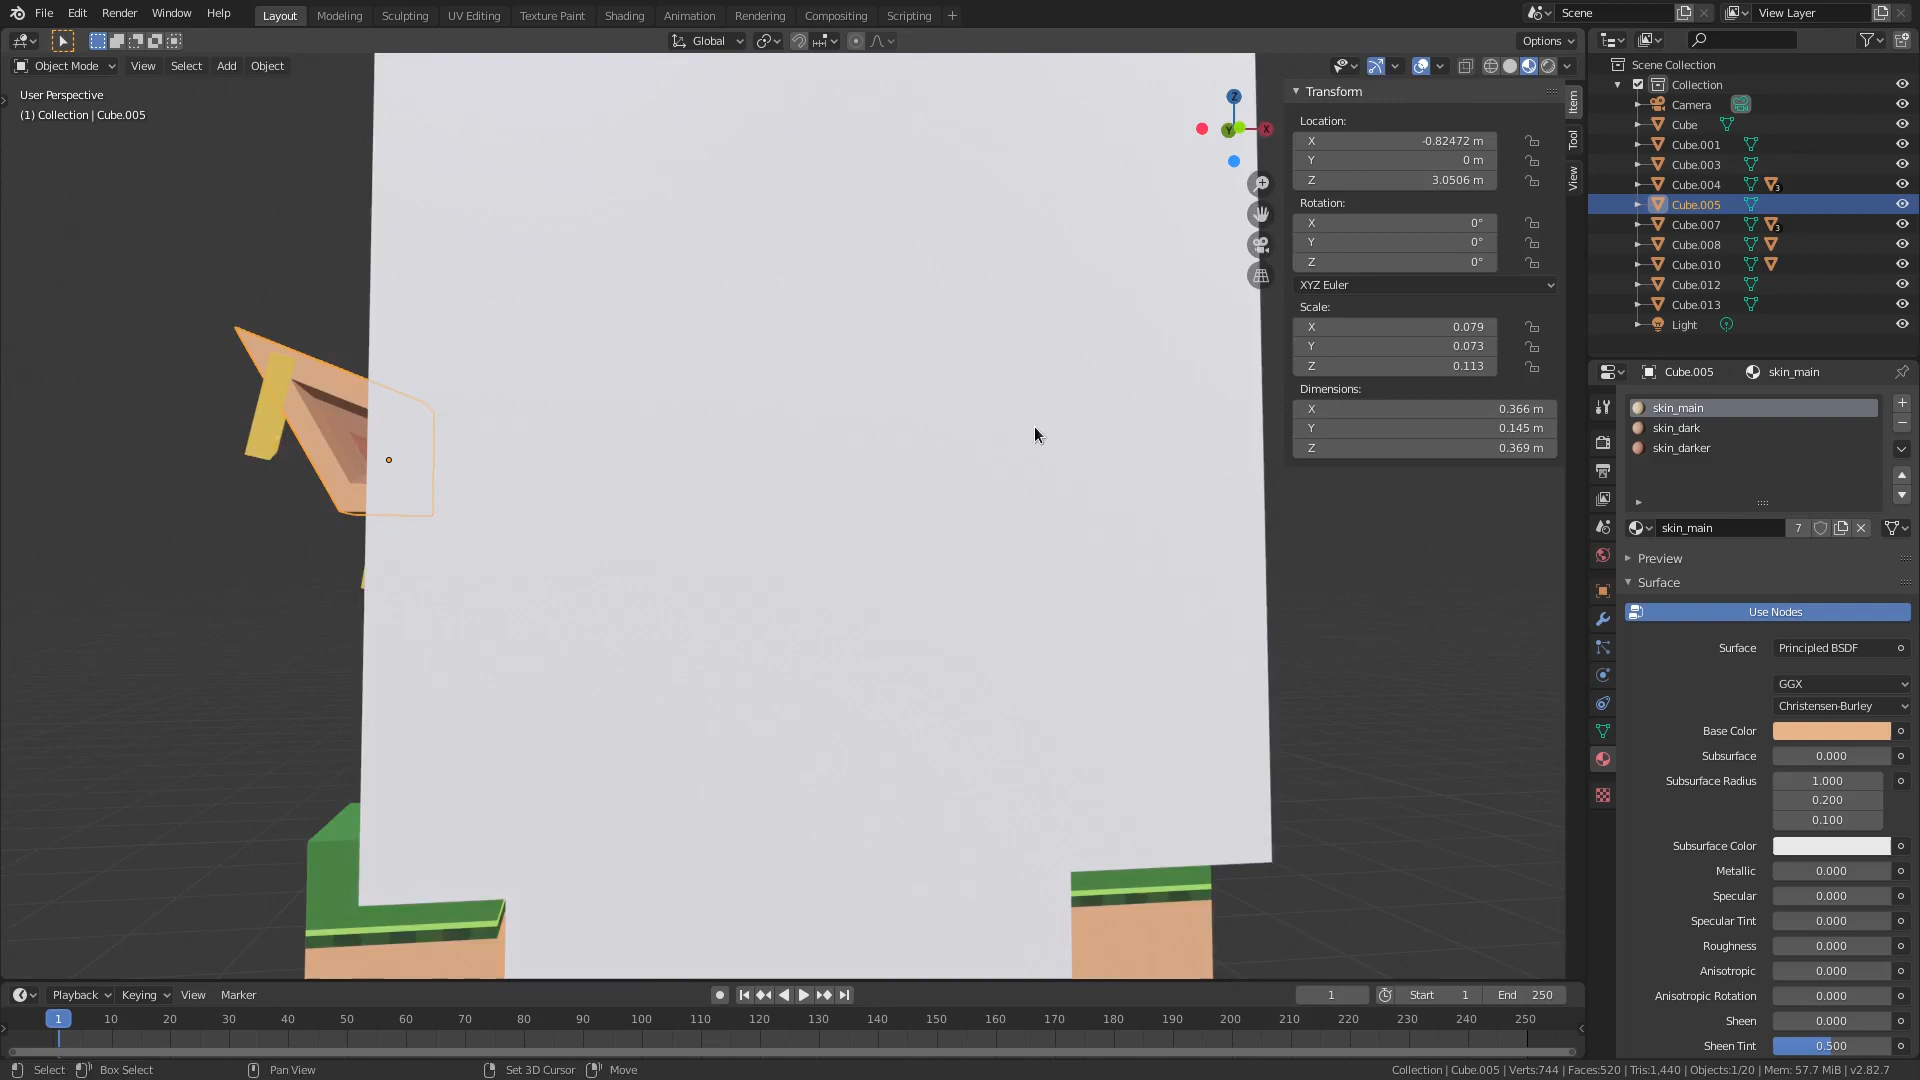 File Edit Render Window Help Layout Modeling Sculpting UV Editing Texture Paint Shading Animation Rendering Compositing Scripting + Scene View Layer
Global Options
Object Mode View Select Add Object
User Perspective
(1) Collection | Cube.005
Z
Y X
Transform
Location:
X -0.82472 m
Y 0 m
Z 3.0506 m
Rotation:
X 0°
Y 0°
Z 0°
XYZ Euler
Scale:
X 0.079
Y 0.073
Z 0.113
Dimensions:
X 0.366 m
Y 0.145 m
Z 0.369 m
Item
Tool
View
Scene Collection
Collection
Camera
Cube
Cube.001
Cube.003
Cube.004 3
Cube.005
Cube.007 3
Cube.008
Cube.010
Cube.012
Cube.013
Light
Cube.005 skin_main
skin_main
skin_dark
skin_darker
skin_main 7
Preview
Surface
Use Nodes
Surface Principled BSDF
GGX
Christensen-Burley
Base Color
Subsurface 0.000
Subsurface Radius 1.000
0.200
0.100
Subsurface Color
Metallic 0.000
Specular 0.000
Specular Tint 0.000
Roughness 0.000
Anisotropic 0.000
Anisotropic Rotation 0.000
Sheen 0.000
Sheen Tint 0.500
Playback Keying View Marker 1 Start 1 End 250
1 10 20 30 40 50 60 70 80 90 100 110 120 130 140 150 160 170 180 190 200 210 220 230 240 250
Select Box Select Pan View Set 3D Cursor Move Collection | Cube.005 | Verts:744 | Faces:520 | Tris:1,440 | Objects:1/20 | Mem: 57.7 MiB | v2.82.7